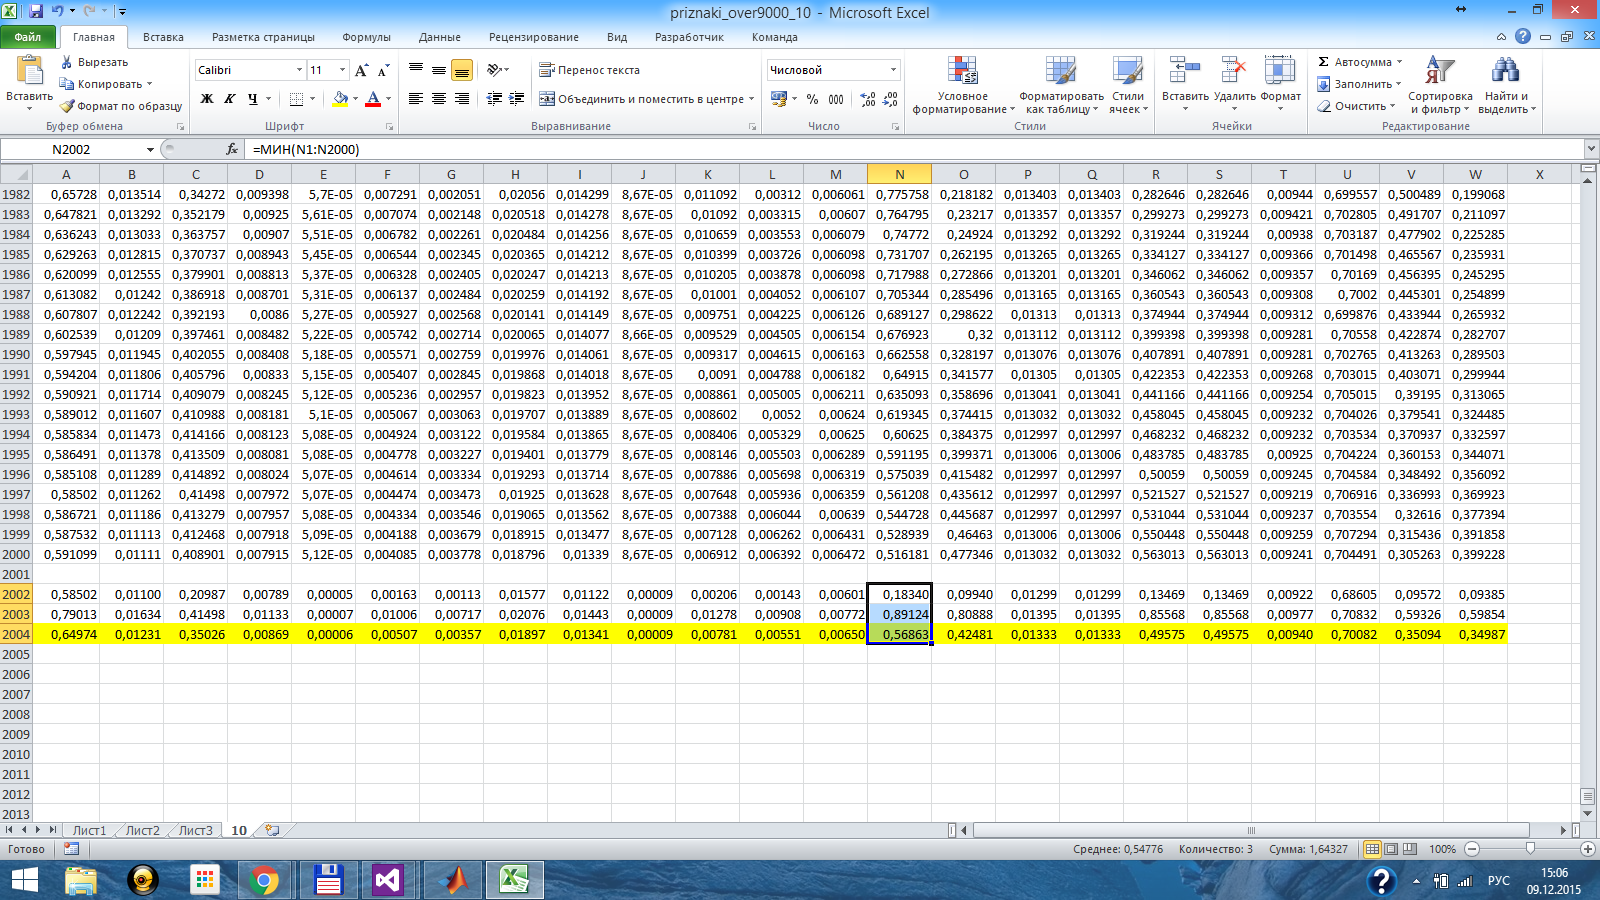 priznaki_over9000_10 - Microsoft Excel
Файл Главная Вставка Разметка страницы Формулы Данные Рецензирование Вид Разработчик Команда
Вставить
Вырезать
Копировать
Формат по образцу
Буфер обмена
Calibri 11
Ж К Ч
Шрифт
Перенос текста
Объединить и поместить в центре
Выравнивание
Числовой
% 000
Число
Условное форматирование
Форматировать как таблицу
Стили ячеек
Стили
Вставить Удалить Формат
Ячейки
Σ Автосумма
Заполнить
Очистить
Сортировка и фильтр
Найти и выделить
Редактирование
N2002 fx =МИН(N1:N2000)
A B C D E F G H I J K L M N O P Q R S T U V W X
1982 0,65728 0,013514 0,34272 0,009398 5,7E-05 0,007291 0,002051 0,02056 0,014299 8,67E-05 0,011092 0,00312 0,006061 0,775758 0,218182 0,013403 0,013403 0,282646 0,282646 0,00944 0,699557 0,500489 0,199068
1983 0,647821 0,013292 0,352179 0,00925 5,61E-05 0,007074 0,002148 0,020518 0,014278 8,67E-05 0,01092 0,003315 0,00607 0,764795 0,23217 0,013357 0,013357 0,299273 0,299273 0,009421 0,702805 0,491707 0,211097
1984 0,636243 0,013033 0,363757 0,00907 5,51E-05 0,006782 0,002261 0,020484 0,014256 8,67E-05 0,010659 0,003553 0,006079 0,74772 0,24924 0,013292 0,013292 0,319244 0,319244 0,00938 0,703187 0,477902 0,225285
1985 0,629263 0,012815 0,370737 0,008943 5,45E-05 0,006544 0,002345 0,020365 0,014212 8,67E-05 0,010399 0,003726 0,006098 0,731707 0,262195 0,013265 0,013265 0,334127 0,334127 0,009366 0,701498 0,465567 0,235931
1986 0,620099 0,012555 0,379901 0,008813 5,37E-05 0,006328 0,002405 0,020247 0,014213 8,67E-05 0,010205 0,003878 0,006098 0,717988 0,272866 0,013201 0,013201 0,346062 0,346062 0,009357 0,70169 0,456395 0,245295
1987 0,613082 0,01242 0,386918 0,008701 5,31E-05 0,006137 0,002484 0,020259 0,014192 8,67E-05 0,01001 0,004052 0,006107 0,705344 0,285496 0,013165 0,013165 0,360543 0,360543 0,009308 0,7002 0,445301 0,254899
1988 0,607807 0,012242 0,392193 0,0086 5,27E-05 0,005927 0,002568 0,020141 0,014149 8,67E-05 0,009751 0,004225 0,006126 0,689127 0,298622 0,01313 0,01313 0,374944 0,374944 0,009312 0,699876 0,433944 0,265932
1989 0,602539 0,01209 0,397461 0,008482 5,22E-05 0,005742 0,002714 0,020065 0,014077 8,66E-05 0,009529 0,004505 0,006154 0,676923 0,32 0,013112 0,013112 0,399398 0,399398 0,009281 0,70558 0,422874 0,282707
1990 0,597945 0,011945 0,402055 0,008408 5,18E-05 0,005571 0,002759 0,019976 0,014061 8,67E-05 0,009317 0,004615 0,006163 0,662558 0,328197 0,013076 0,013076 0,407891 0,407891 0,009281 0,702765 0,413263 0,289503
1991 0,594204 0,011806 0,405796 0,00833 5,15E-05 0,005407 0,002845 0,019868 0,014018 8,67E-05 0,0091 0,004788 0,006182 0,64915 0,341577 0,01305 0,01305 0,422353 0,422353 0,009268 0,703015 0,403071 0,299944
1992 0,590921 0,011714 0,409079 0,008245 5,12E-05 0,005236 0,002957 0,019823 0,013952 8,67E-05 0,008861 0,005005 0,006211 0,635093 0,358696 0,013041 0,013041 0,441166 0,441166 0,009254 0,705015 0,39195 0,313065
1993 0,589012 0,011607 0,410988 0,008181 5,1E-05 0,005067 0,003063 0,019707 0,013889 8,67E-05 0,008602 0,0052 0,00624 0,619345 0,374415 0,013032 0,013032 0,458045 0,458045 0,009232 0,704026 0,379541 0,324485
1994 0,585834 0,011473 0,414166 0,008123 5,08E-05 0,004924 0,003122 0,019584 0,013865 8,67E-05 0,008406 0,005329 0,00625 0,60625 0,384375 0,012997 0,012997 0,468232 0,468232 0,009232 0,703534 0,370937 0,332597
1995 0,586491 0,011378 0,413509 0,008081 5,08E-05 0,004778 0,003227 0,019401 0,013779 8,67E-05 0,008146 0,005503 0,006289 0,591195 0,399371 0,013006 0,013006 0,483785 0,483785 0,00925 0,704224 0,360153 0,344071
1996 0,585108 0,011289 0,414892 0,008024 5,07E-05 0,004614 0,003334 0,019293 0,013714 8,67E-05 0,007886 0,005698 0,006319 0,575039 0,415482 0,012997 0,012997 0,50059 0,50059 0,009245 0,704584 0,348492 0,356092
1997 0,58502 0,011262 0,41498 0,007972 5,07E-05 0,004474 0,003473 0,01925 0,013628 8,67E-05 0,007648 0,005936 0,006359 0,561208 0,435612 0,012997 0,012997 0,521527 0,521527 0,009219 0,706916 0,336993 0,369923
1998 0,586721 0,011186 0,413279 0,007957 5,08E-05 0,004334 0,003546 0,019065 0,013562 8,67E-05 0,007388 0,006044 0,00639 0,544728 0,445687 0,012997 0,012997 0,531044 0,531044 0,009237 0,703554 0,32616 0,377394
1999 0,587532 0,011113 0,412468 0,007918 5,09E-05 0,004188 0,003679 0,018915 0,013477 8,67E-05 0,007128 0,006262 0,006431 0,528939 0,46463 0,013006 0,013006 0,550448 0,550448 0,009259 0,707294 0,315436 0,391858
2000 0,591099 0,01111 0,408901 0,007915 5,12E-05 0,004085 0,003778 0,018796 0,01339 8,67E-05 0,006912 0,006392 0,006472 0,516181 0,477346 0,013032 0,013032 0,563013 0,563013 0,009241 0,704491 0,305263 0,399228
2001
2002 0,58502 0,01100 0,20987 0,00789 0,00005 0,00163 0,00113 0,01577 0,01122 0,00009 0,00206 0,00143 0,00601 0,18340 0,09940 0,01299 0,01299 0,13469 0,13469 0,00922 0,68605 0,09572 0,09385
2003 0,79013 0,01634 0,41498 0,01133 0,00007 0,01006 0,00717 0,02076 0,01443 0,00009 0,01278 0,00908 0,00772 0,89124 0,80888 0,01395 0,01395 0,85568 0,85568 0,00977 0,70832 0,59326 0,59854
2004 0,64974 0,01231 0,35026 0,00869 0,00006 0,00507 0,00357 0,01897 0,01341 0,00009 0,00781 0,00551 0,00650 0,56863 0,42481 0,01333 0,01333 0,49575 0,49575 0,00940 0,70082 0,35094 0,34987
2005
2006
2007
2008
2009
2010
2011
2012
2013
Лист1 Лист2 Лист3 10
Готово Среднее: 0,54776 Количество: 3 Сумма: 1,64327 100%
РУС
15:06
09.12.2015